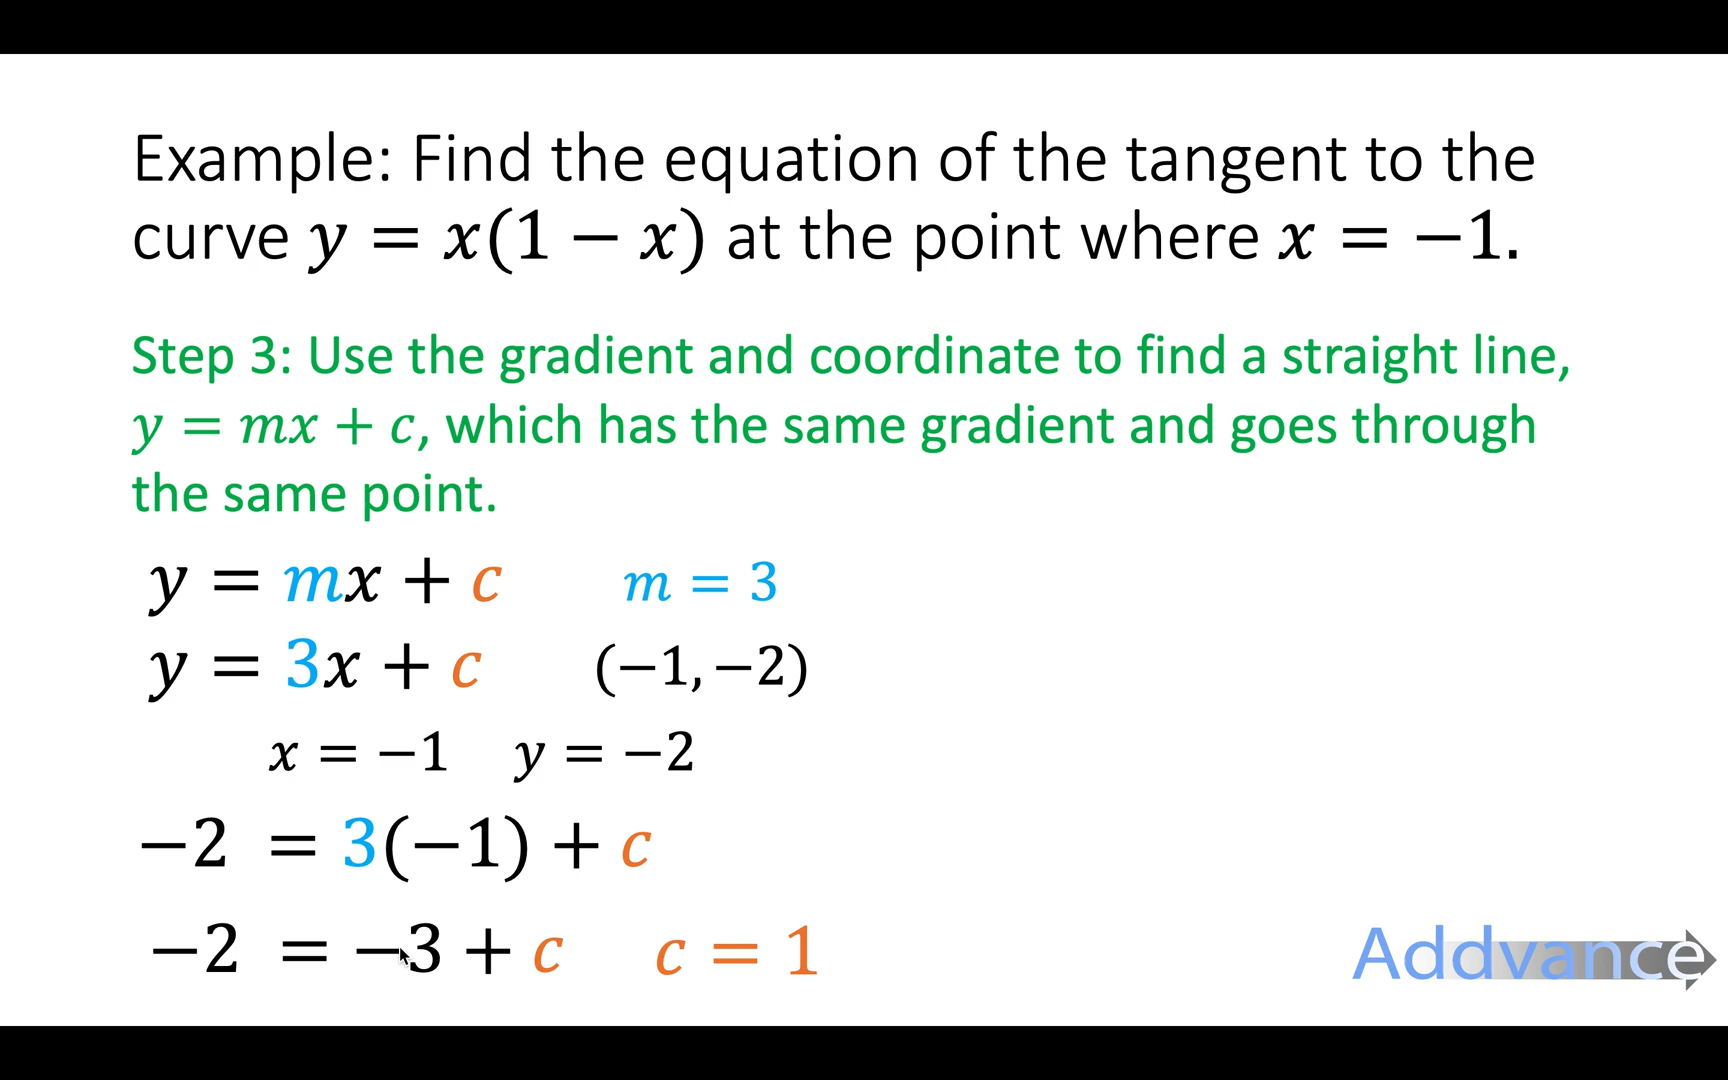 Example: Find the equation of the tangent to the
curve y = x(1 − x) at the point where x = −1.
Step 3: Use the gradient and coordinate to find a straight line,
y = mx + c, which has the same gradient and goes through
the same point.
y = mx + c m = 3
y = 3x + c (−1, −2)
x = −1 y = −2
−2 = 3(−1) + c
−2 = −3 + c c = 1
Addvance